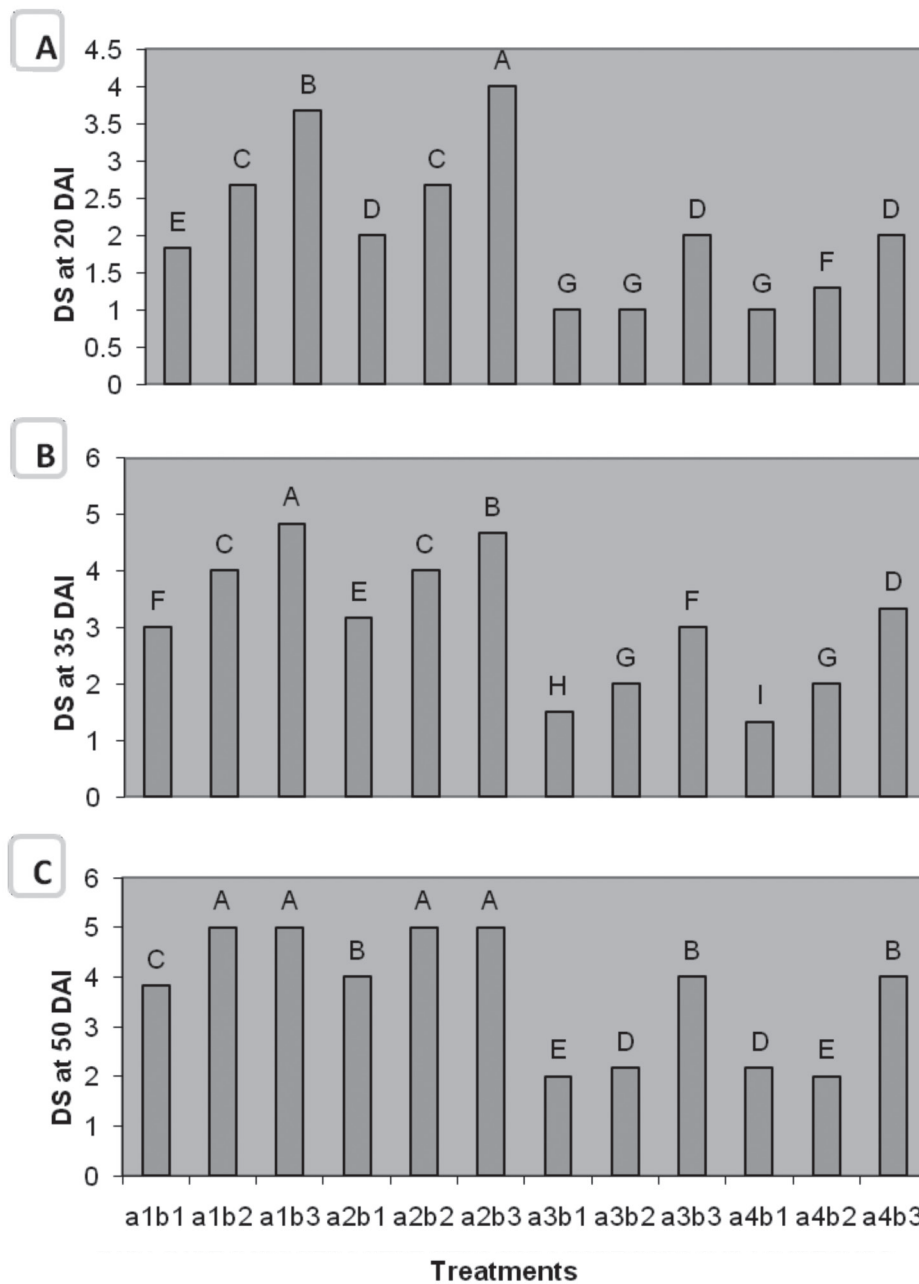 A
DS at 20 DAI
4.5
4
3.5
3
2.5
2
1.5
1
0.5
0
E C B D C A G G D G F D
B
DS at 35 DAI
6
5
4
3
2
1
0
F C A E C B H G F I G D
C
DS at 50 DAI
6
5
4
3
2
1
0
C A A B A A E D B D E B
a1b1 a1b2 a1b3 a2b1 a2b2 a2b3 a3b1 a3b2 a3b3 a4b1 a4b2 a4b3
Treatments